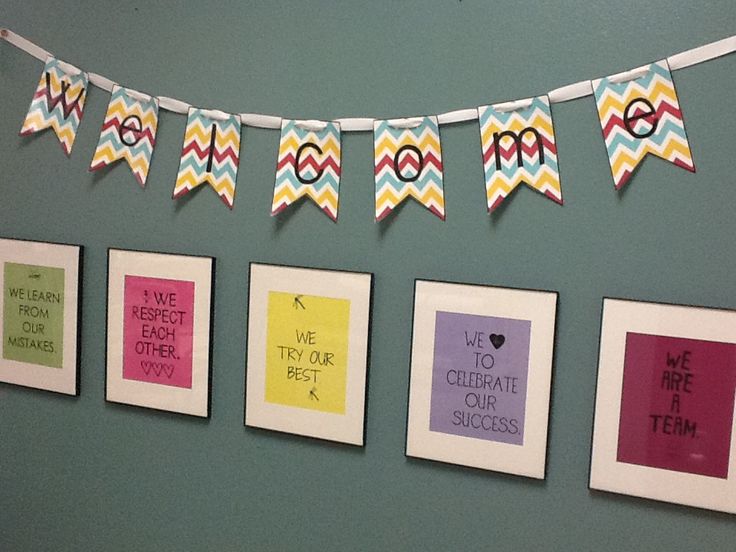 welcome
WE LEARN
FROM
OUR
MISTAKES.
WE
RESPECT
EACH
OTHER.
WE
TRY OUR
BEST
WE ♥
TO
CELEBRATE
OUR
SUCCESS.
WE
ARE
A
TEAM.